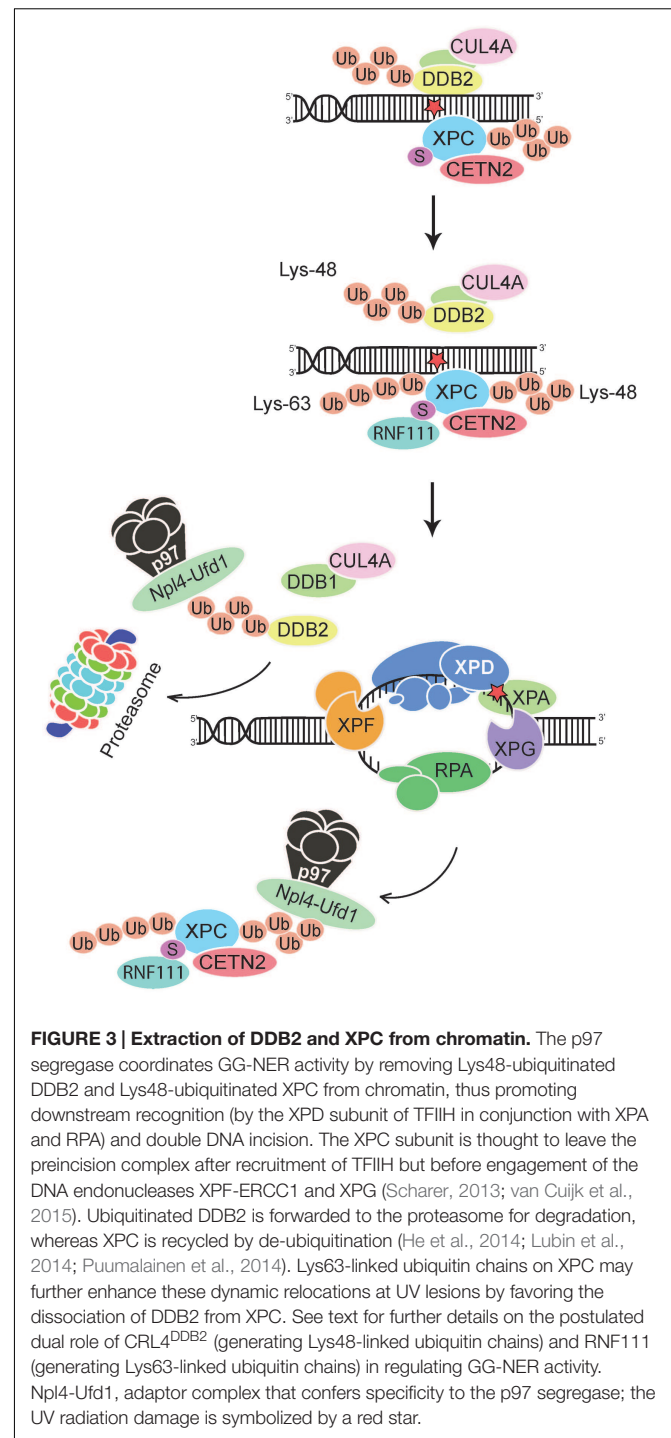 Ub Ub Ub Ub DDB2 CUL4A
5' 3'
3' 5'
XPC Ub Ub Ub Ub Ub
S CETN2
Lys-48
Ub Ub Ub Ub DDB2 CUL4A
5' 3'
3' 5'
Lys-63 Ub Ub Ub Ub XPC Ub Ub Ub Ub Ub Lys-48
S
RNF111 CETN2
p97
Npl4-Ufd1
DDB1 CUL4A
Ub Ub Ub Ub Ub DDB2
Proteasome
XPD
XPA
5' 3'
3' 5'
XPF XPG
RPA
p97
Npl4-Ufd1
Ub Ub Ub Ub XPC Ub Ub Ub Ub Ub
S
RNF111 CETN2
FIGURE 3 | Extraction of DDB2 and XPC from chromatin. The p97
segregase coordinates GG-NER activity by removing Lys48-ubiquitinated
DDB2 and Lys48-ubiquitinated XPC from chromatin, thus promoting
downstream recognition (by the XPD subunit of TFIIH in conjunction with XPA
and RPA) and double DNA incision. The XPC subunit is thought to leave the
preincision complex after recruitment of TFIIH but before engagement of the
DNA endonucleases XPF-ERCC1 and XPG (Scharer, 2013; van Cuijk et al.,
2015). Ubiquitinated DDB2 is forwarded to the proteasome for degradation,
whereas XPC is recycled by de-ubiquitination (He et al., 2014; Lubin et al.,
2014; Puumalainen et al., 2014). Lys63-linked ubiquitin chains on XPC may
further enhance these dynamic relocations at UV lesions by favoring the
dissociation of DDB2 from XPC. See text for further details on the postulated
dual role of CRL4DDB2 (generating Lys48-linked ubiquitin chains) and RNF111
(generating Lys63-linked ubiquitin chains) in regulating GG-NER activity.
Npl4-Ufd1, adaptor complex that confers specificity to the p97 segregase; the
UV radiation damage is symbolized by a red star.